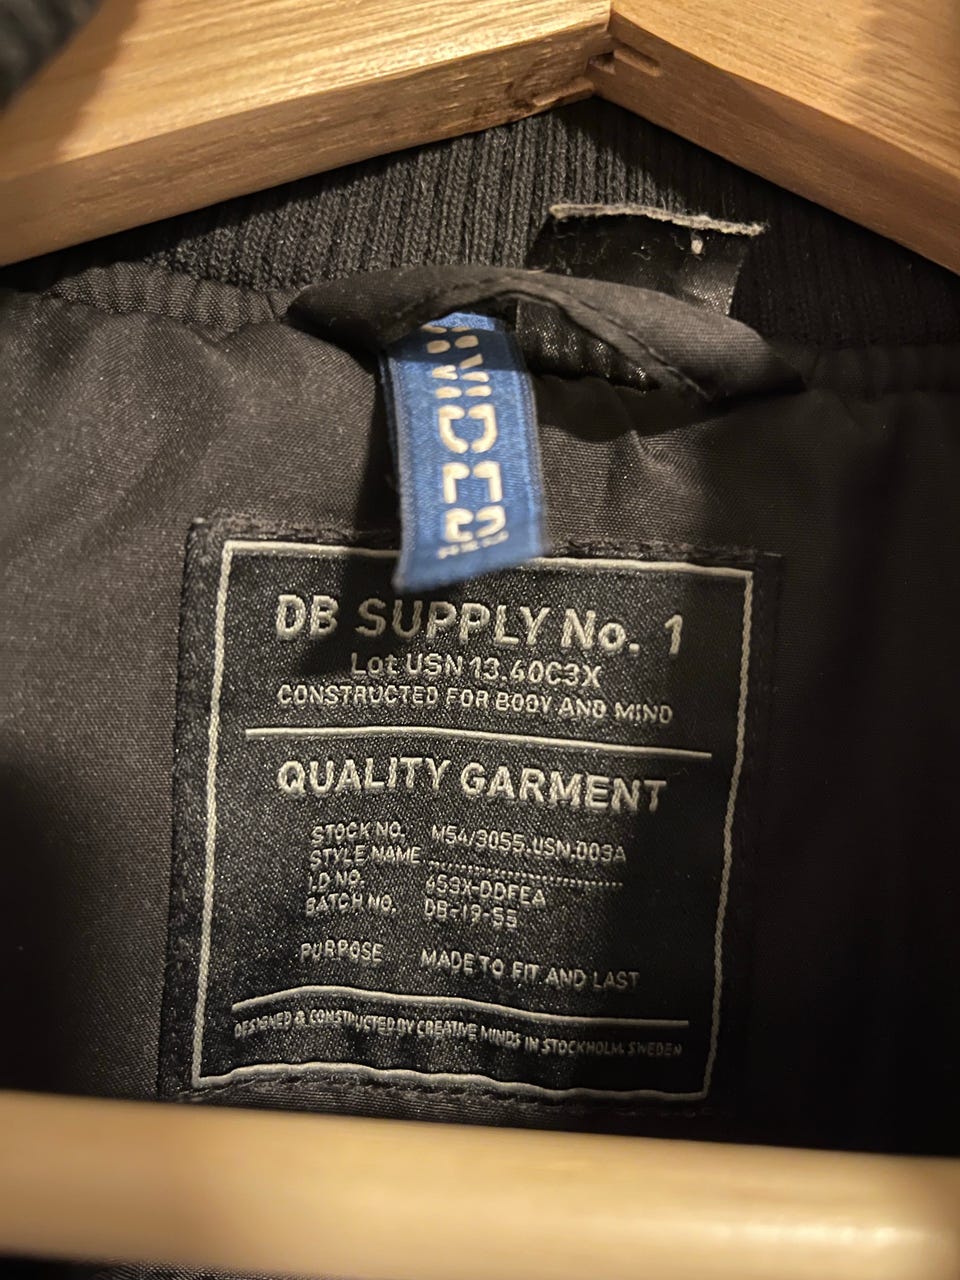 DIVIDED
H&M
DB SUPPLY No. 1
Lot USN 13.40C3X
CONSTRUCTED FOR BODY AND MIND
QUALITY GARMENT
STOCK NO. M54/3055.USN.003A
STYLE NAME
I.D NO. 453X-DDFEA
BATCH NO. DB-19-55
PURPOSE MADE TO FIT AND LAST
DESIGNED & CONSTRUCTED BY CREATIVE MINDS IN STOCKHOLM, SWEDEN